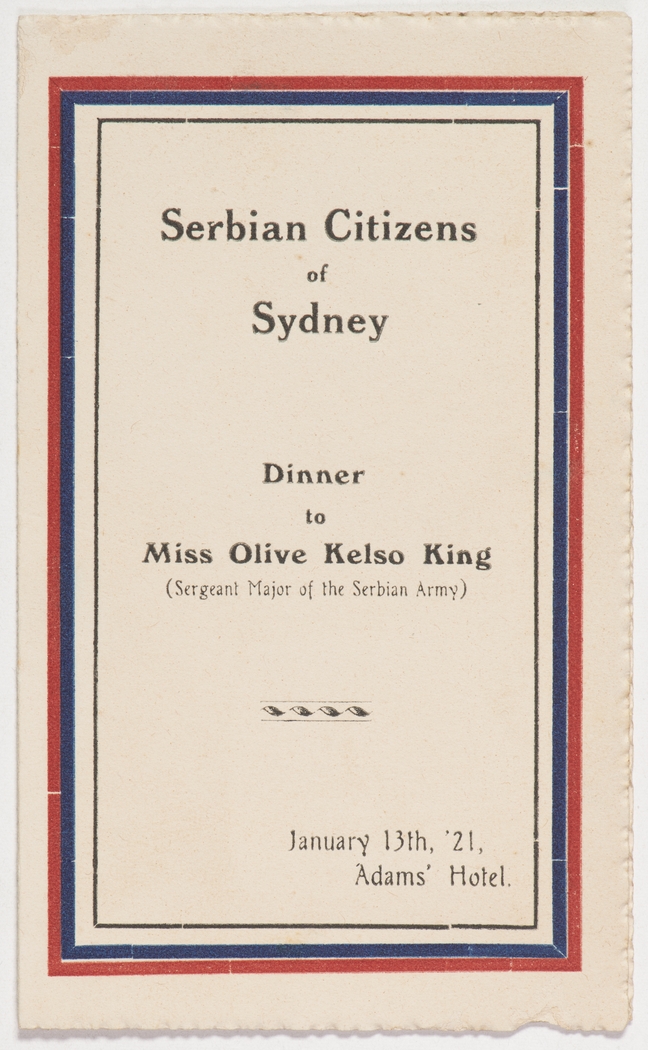 Serbian Citizens
of
Sydney
Dinner
to
Miss Olive Kelso King
(Sergeant Major of the Serbian Army)
January 13th, '21,
Adams' Hotel.